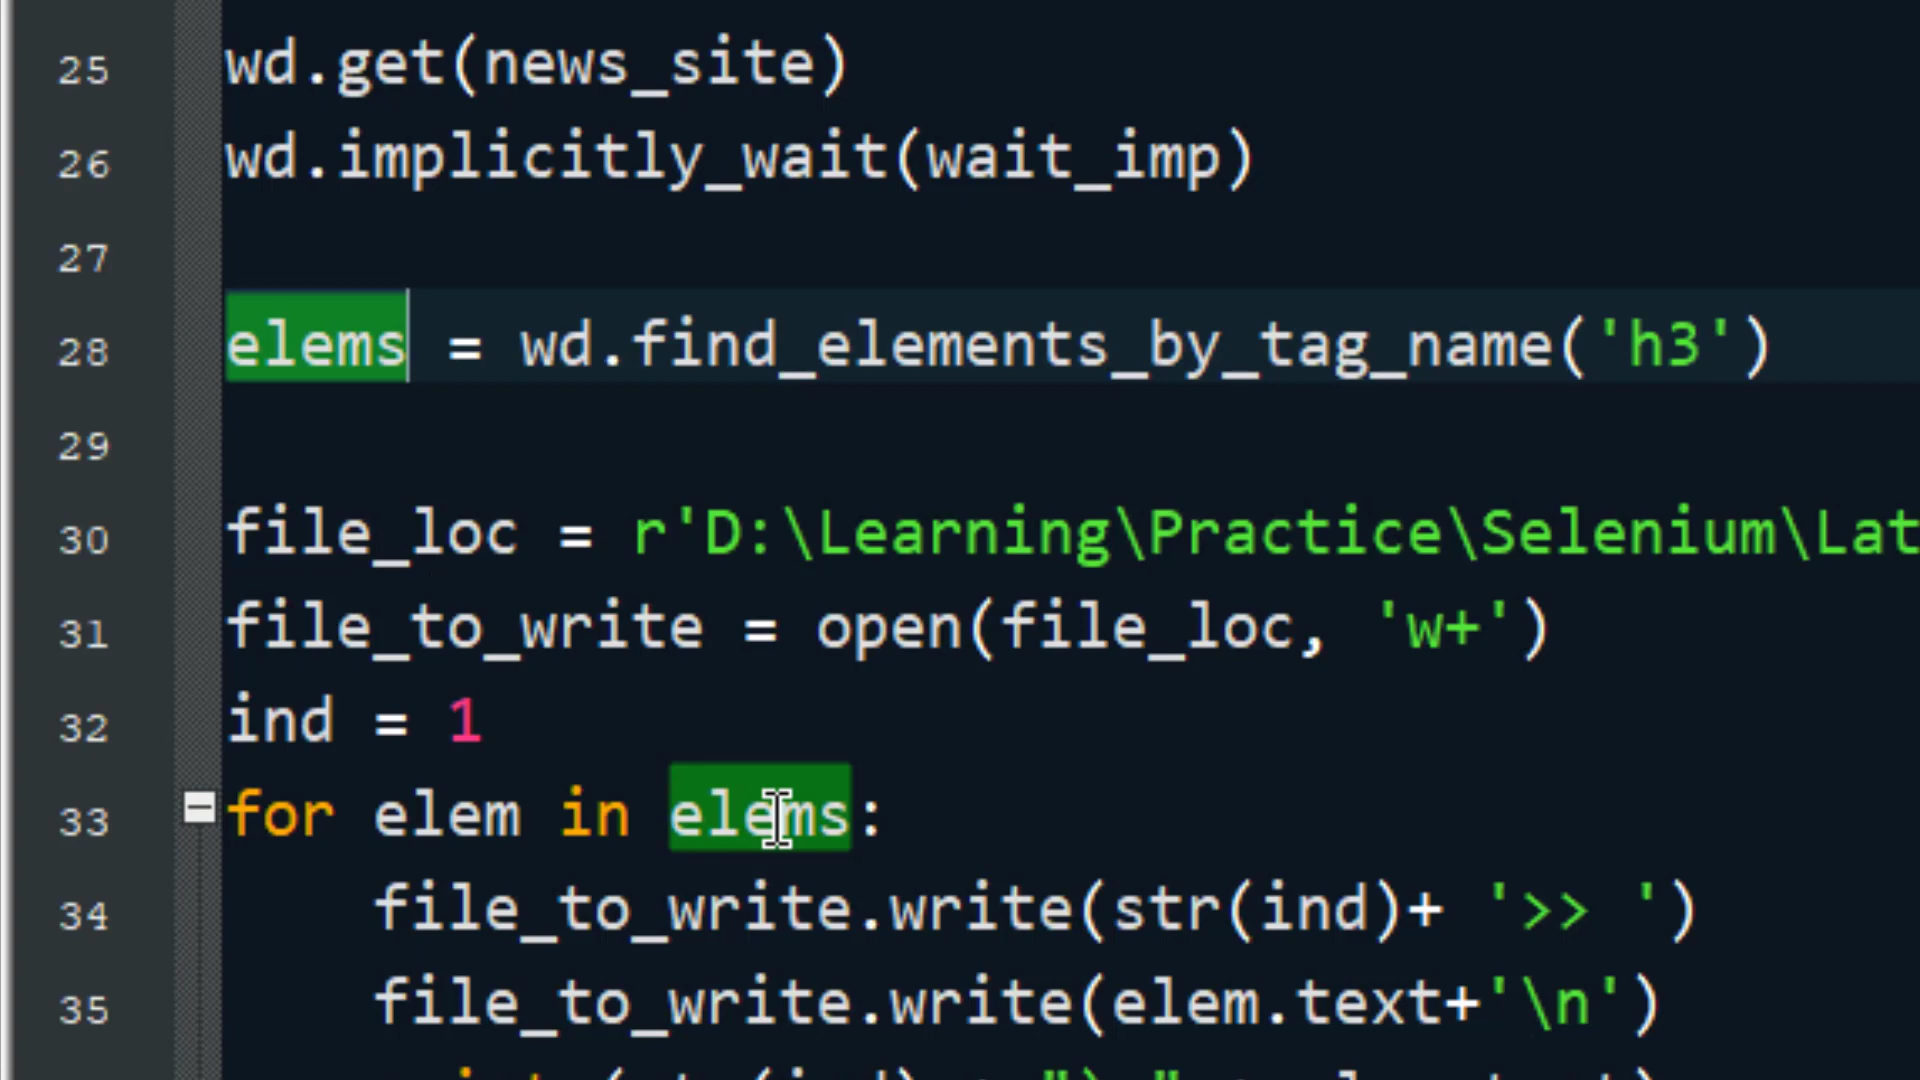 25 wd.get(news_site)
26 wd.implicitly_wait(wait_imp)
27
28 elems = wd.find_elements_by_tag_name('h3')
29
30 file_loc = r'D:\Learning\Practice\Selenium\Lat
31 file_to_write = open(file_loc, 'w+')
32 ind = 1
33 for elem in elems:
34 file_to_write.write(str(ind)+ '>> ')
35 file_to_write.write(elem.text+'\n')